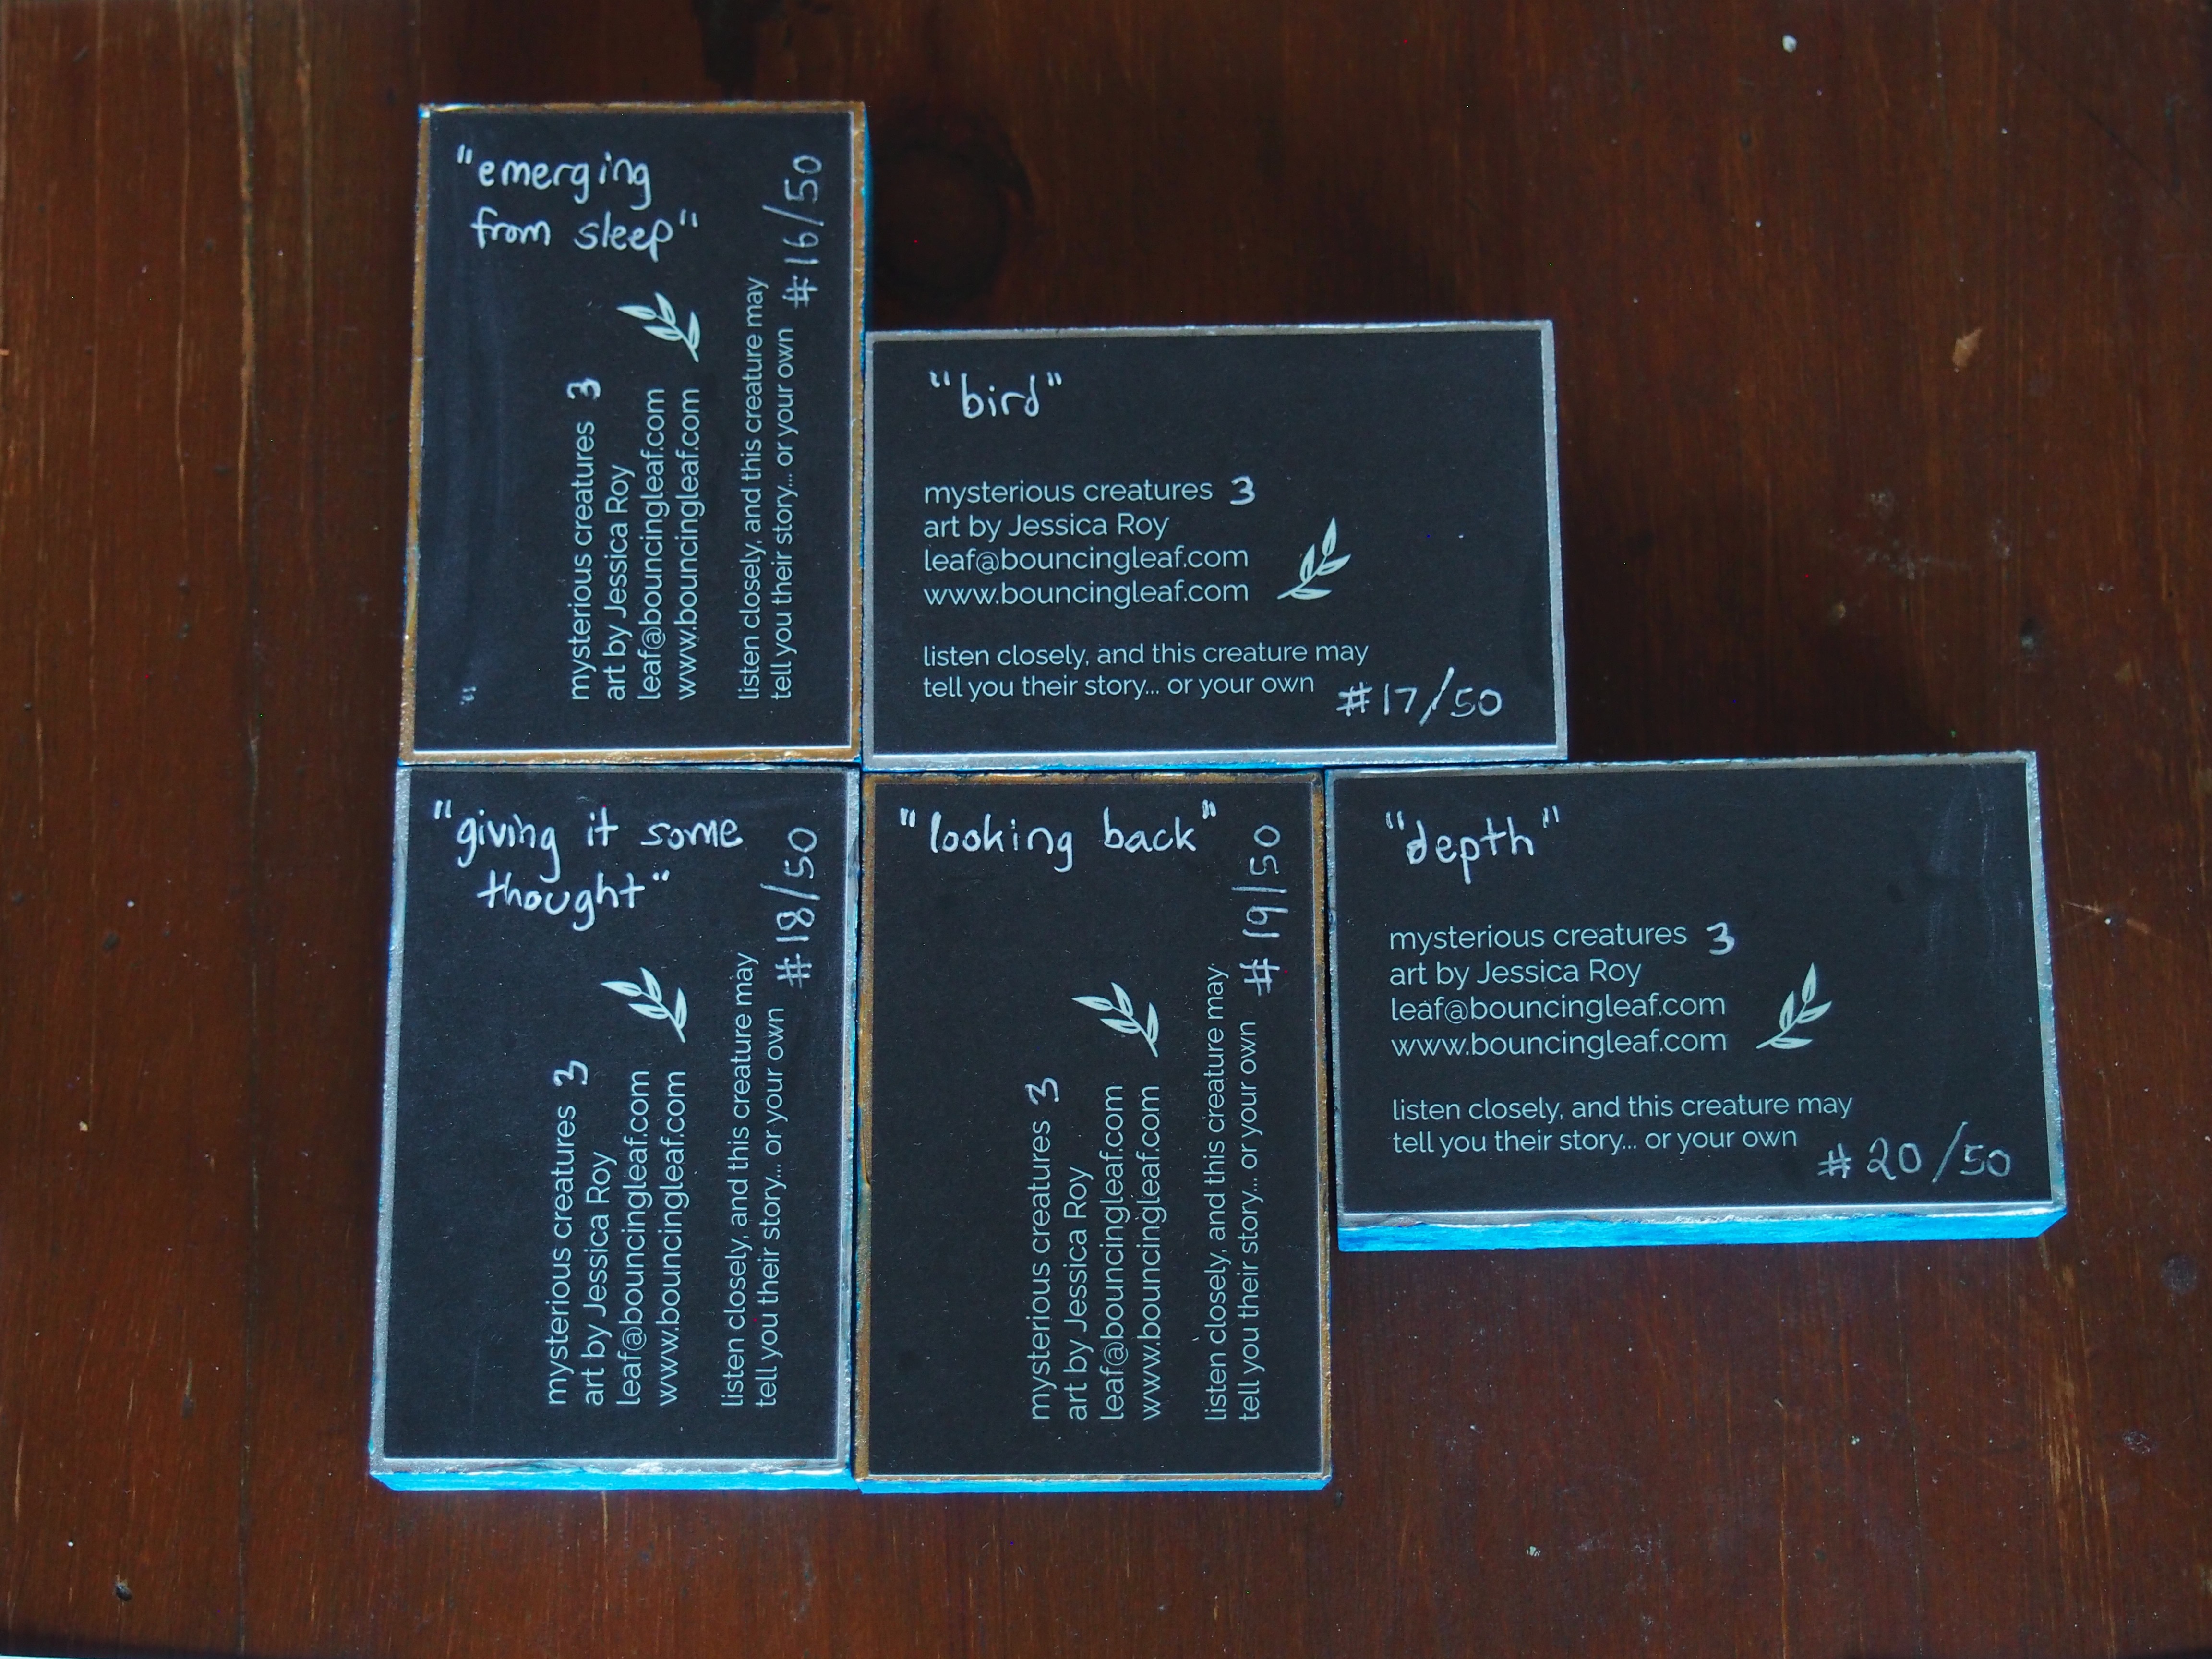 "emerging
from sleep"
mysterious creatures 3
art by Jessica Roy
leaf@bouncingleaf.com
www.bouncingleaf.com
listen closely, and this creature may
tell you their story... or your own
#16/50
"bird"
mysterious creatures 3
art by Jessica Roy
leaf@bouncingleaf.com
www.bouncingleaf.com
listen closely, and this creature may
tell you their story... or your own
#17/50
"giving it some
thought"
mysterious creatures 3
art by Jessica Roy
leaf@bouncingleaf.com
www.bouncingleaf.com
listen closely, and this creature may
tell you their story... or your own
#18/50
"looking back"
mysterious creatures 3
art by Jessica Roy
leaf@bouncingleaf.com
www.bouncingleaf.com
listen closely, and this creature may
tell you their story... or your own
#19/50
"depth"
mysterious creatures 3
art by Jessica Roy
leaf@bouncingleaf.com
www.bouncingleaf.com
listen closely, and this creature may
tell you their story... or your own
#20/50